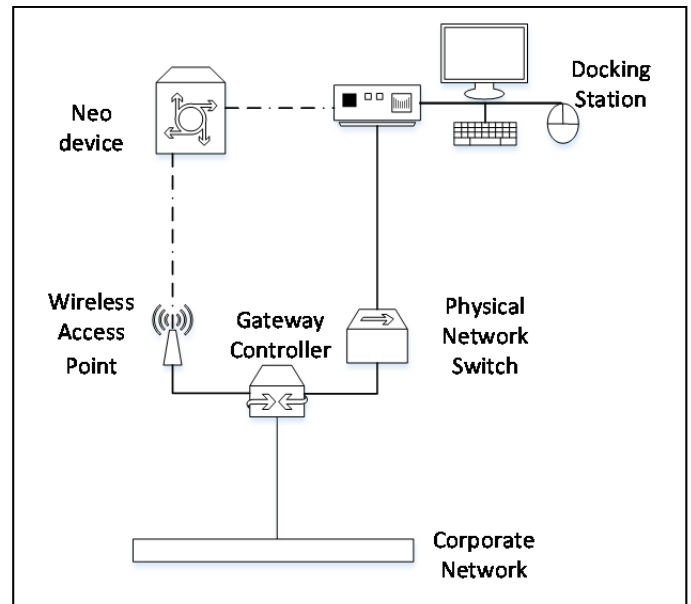 Docking
Station
Neo
device
Wireless
Access
Point
Gateway
Controller
Physical
Network
Switch
Corporate
Network